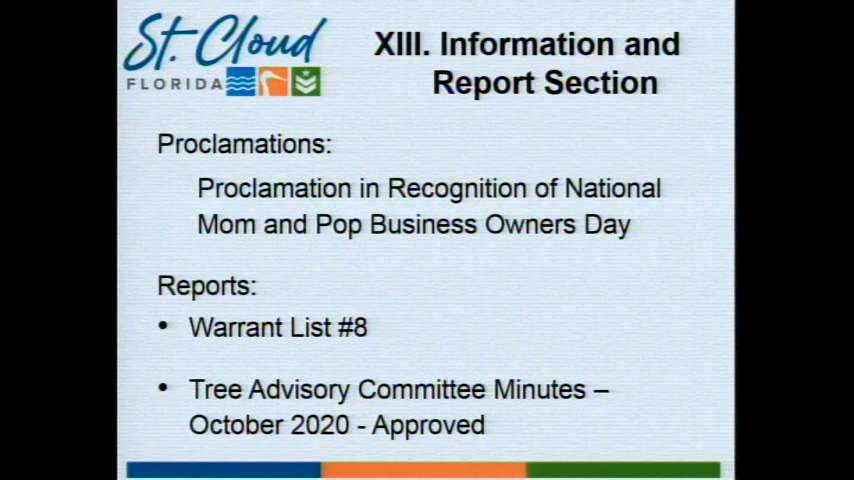 St. Cloud
FLORIDA
XIII. Information and
Report Section
Proclamations:
Proclamation in Recognition of National
Mom and Pop Business Owners Day
Reports:
• Warrant List #8
• Tree Advisory Committee Minutes –
October 2020 - Approved